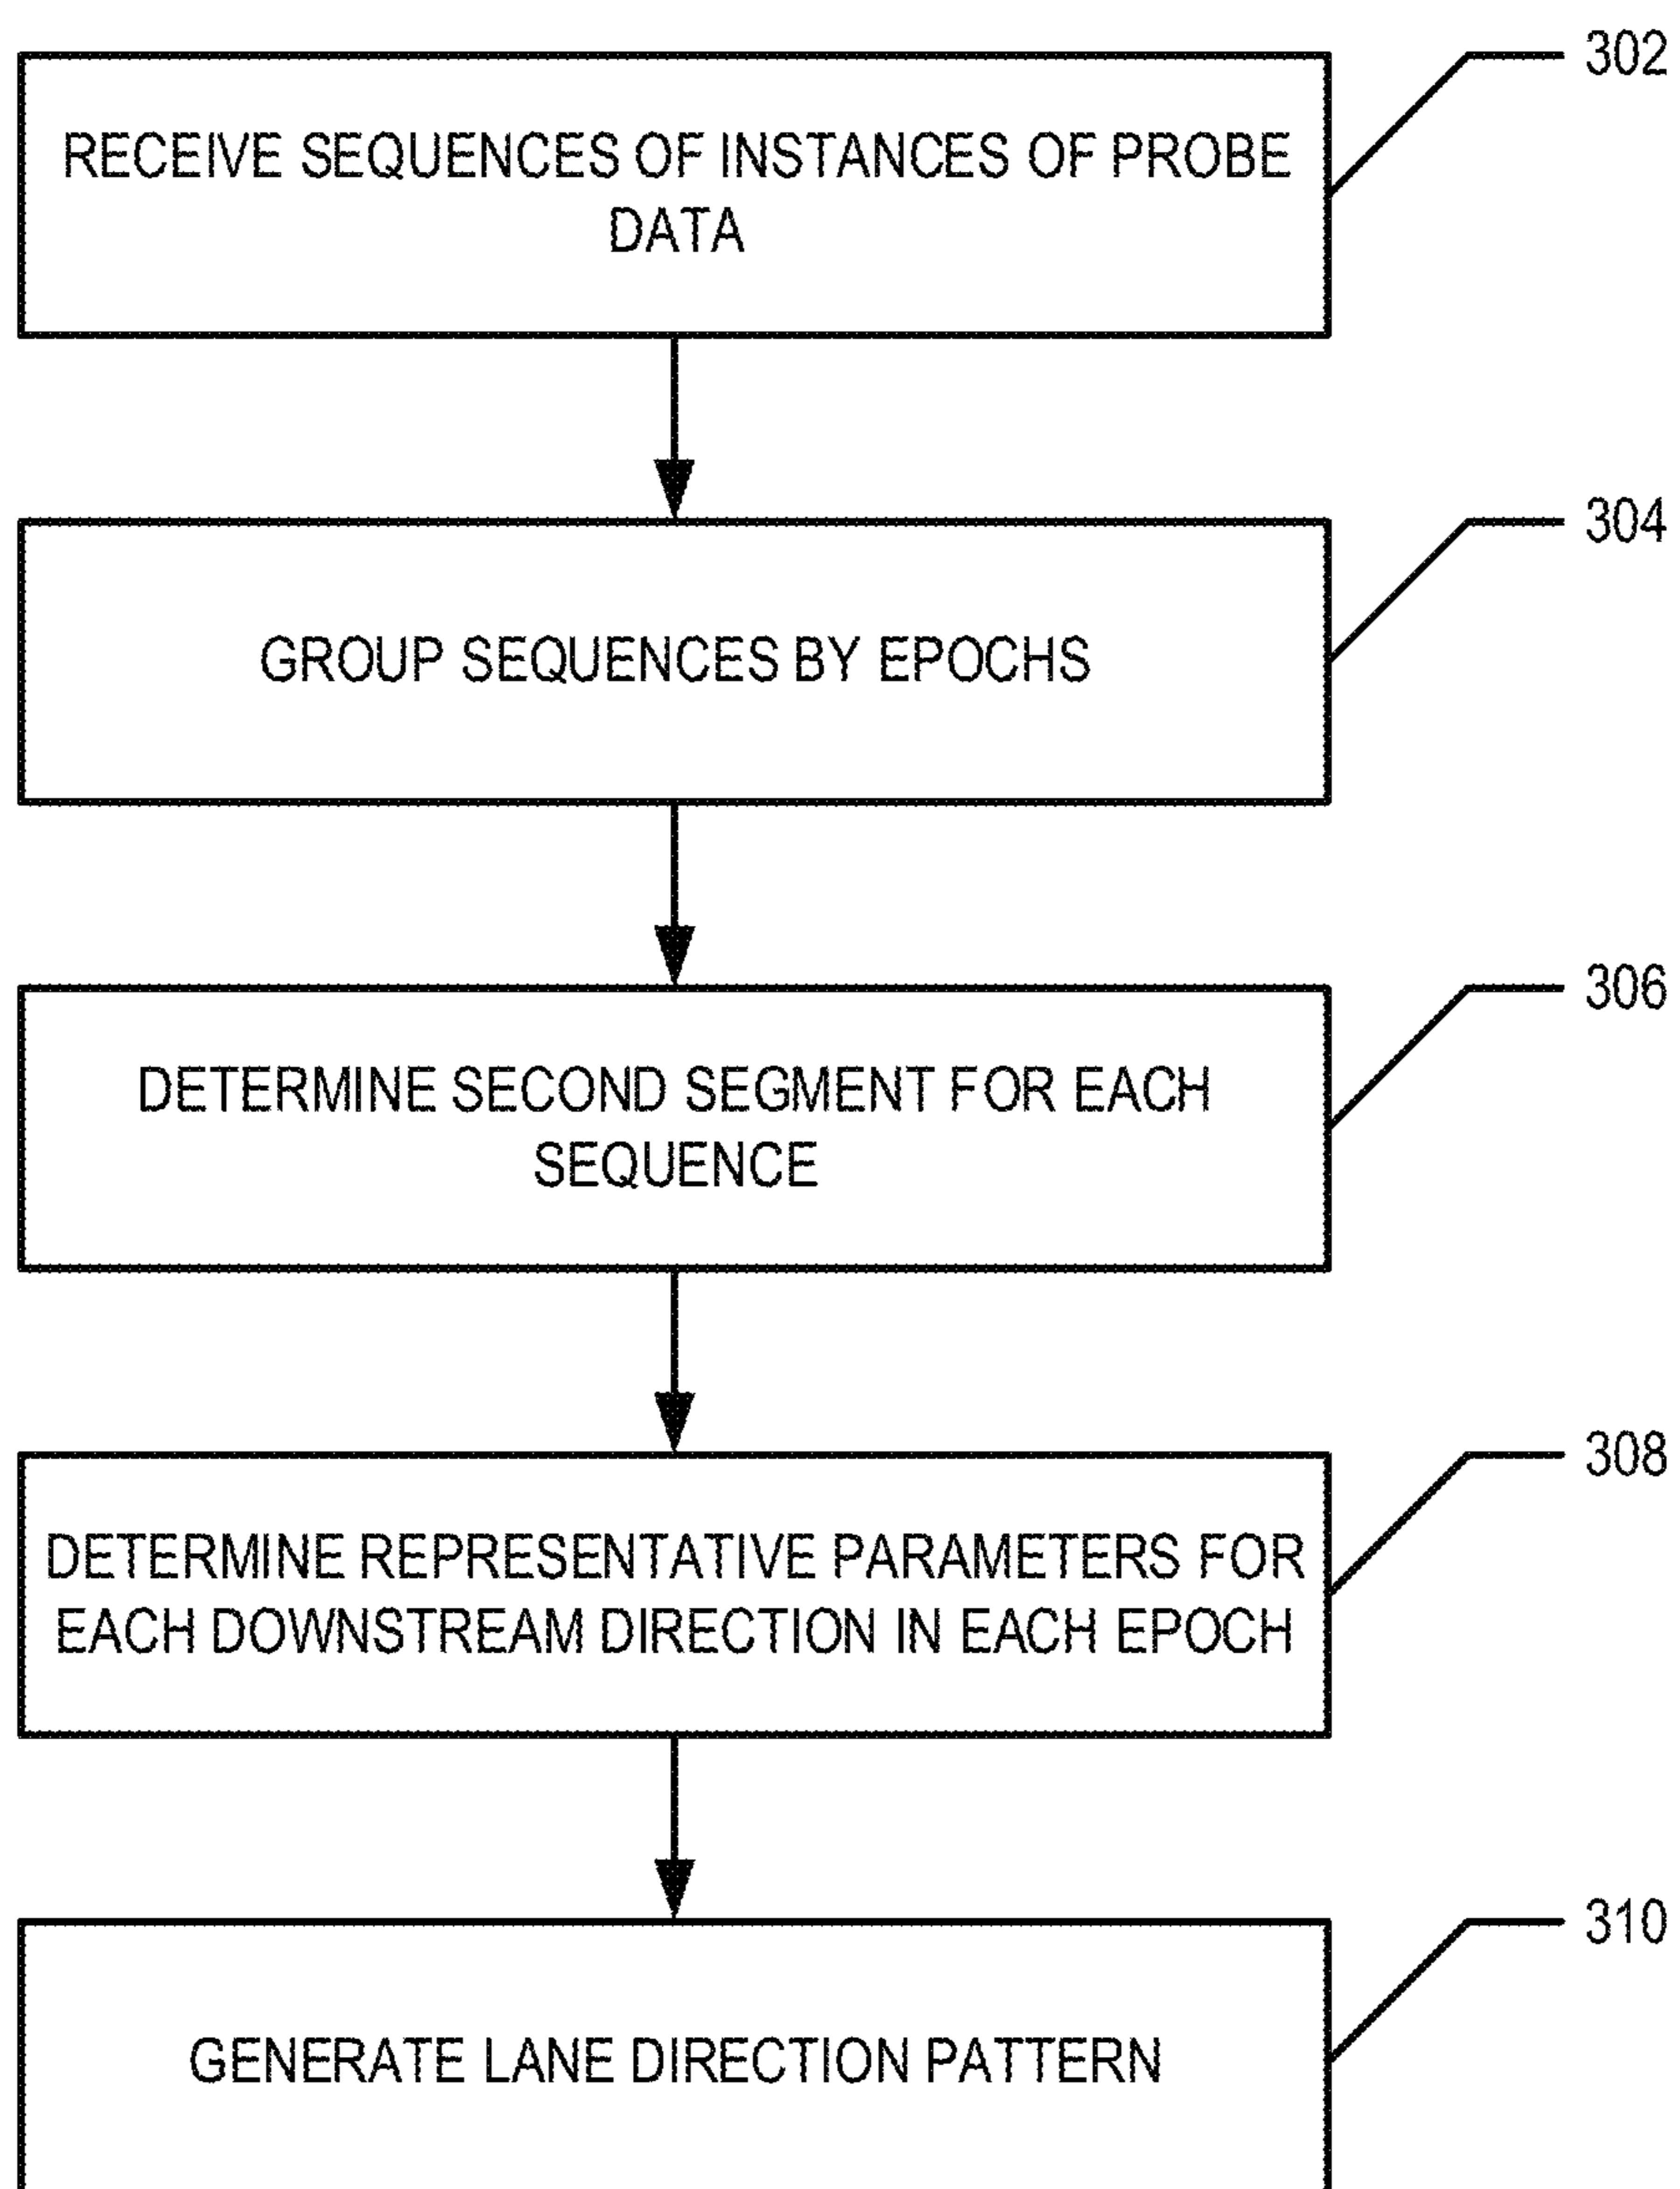 302
RECEIVE SEQUENCES OF INSTANCES OF PROBE
DATA
304
GROUP SEQUENCES BY EPOCHS
306
DETERMINE SECOND SEGMENT FOR EACH
SEQUENCE
308
DETERMINE REPRESENTATIVE PARAMETERS FOR
EACH DOWNSTREAM DIRECTION IN EACH EPOCH
310
GENERATE LANE DIRECTION PATTERN